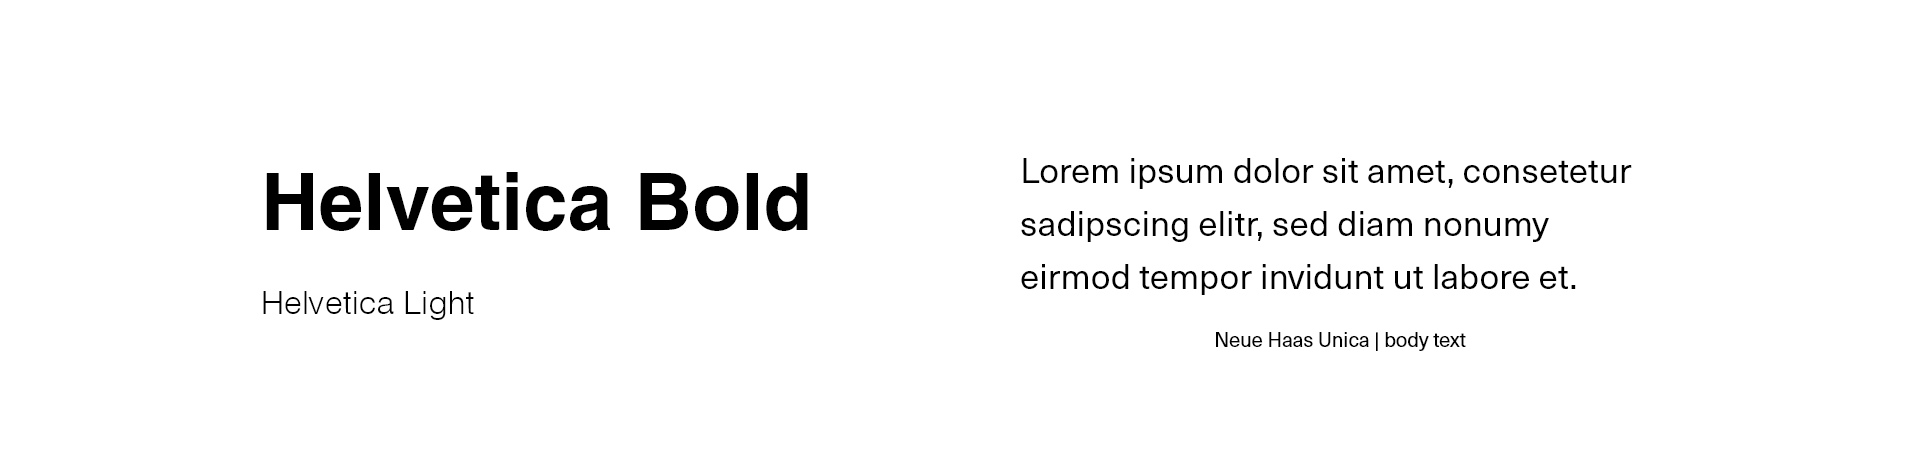 Helvetica Bold
Helvetica Light
Lorem ipsum dolor sit amet, consetetur
sadipscing elitr, sed diam nonumy
eirmod tempor invidunt ut labore et.
Neue Haas Unica | body text